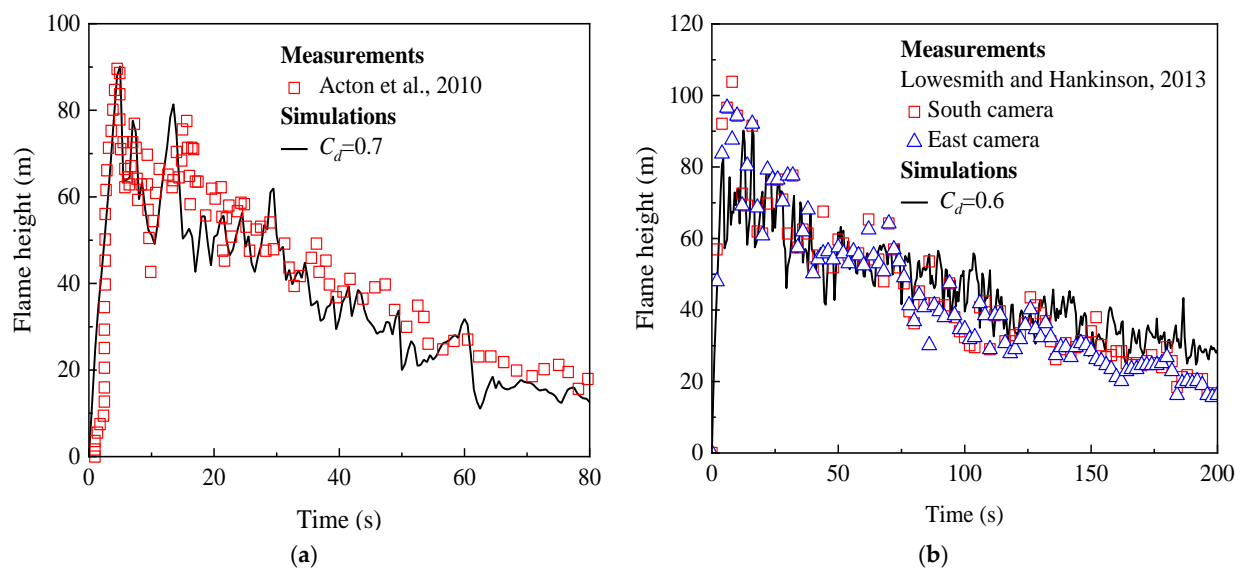 100
80
60
40
20
0
Flame height (m)
Measurements
Acton et al., 2010
Simulations
C_d=0.7
0
20
40
60
80
Time (s)
(a)
120
100
80
60
40
20
0
Flame height (m)
Measurements
Lowesmith and Hankinson, 2013
South camera
East camera
Simulations
C_d=0.6
0
50
100
150
200
Time (s)
(b)